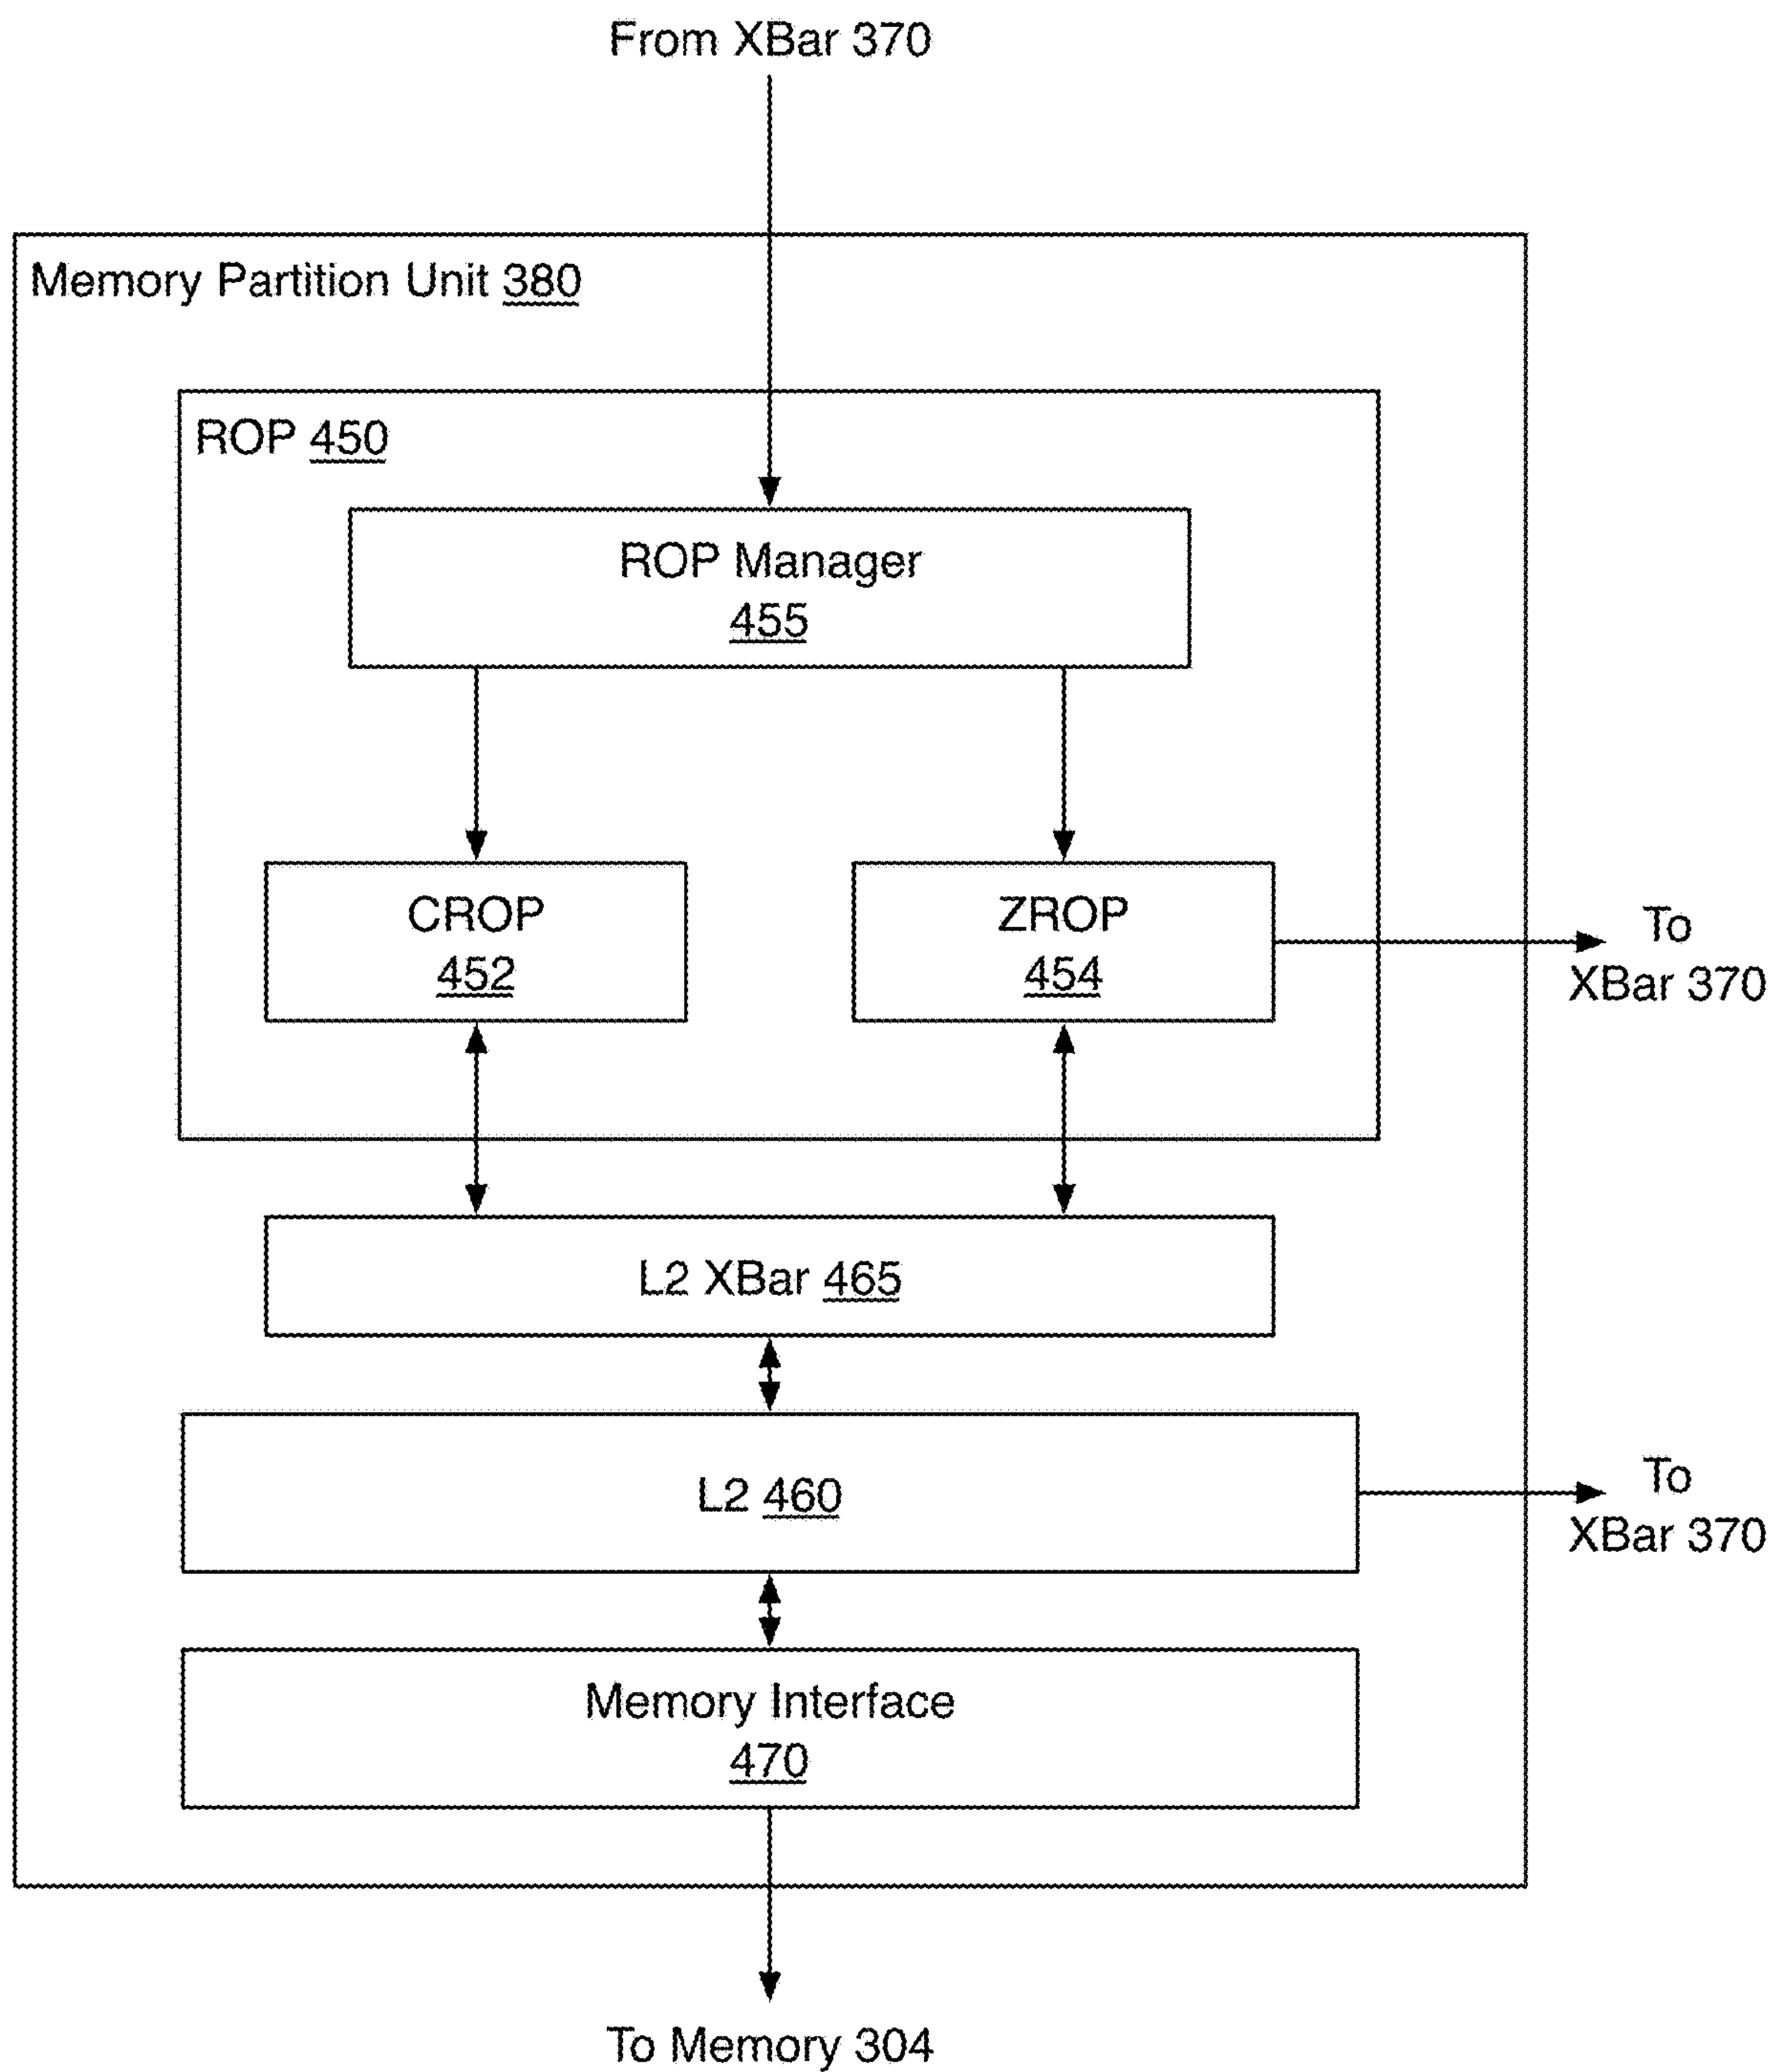 From XBar 370
Memory Partition Unit 380
ROP 450
ROP Manager
455
CROP
452
ZROP
454
To
XBar 370
L2 XBar 465
L2 460
To
XBar 370
Memory Interface
470
To Memory 304